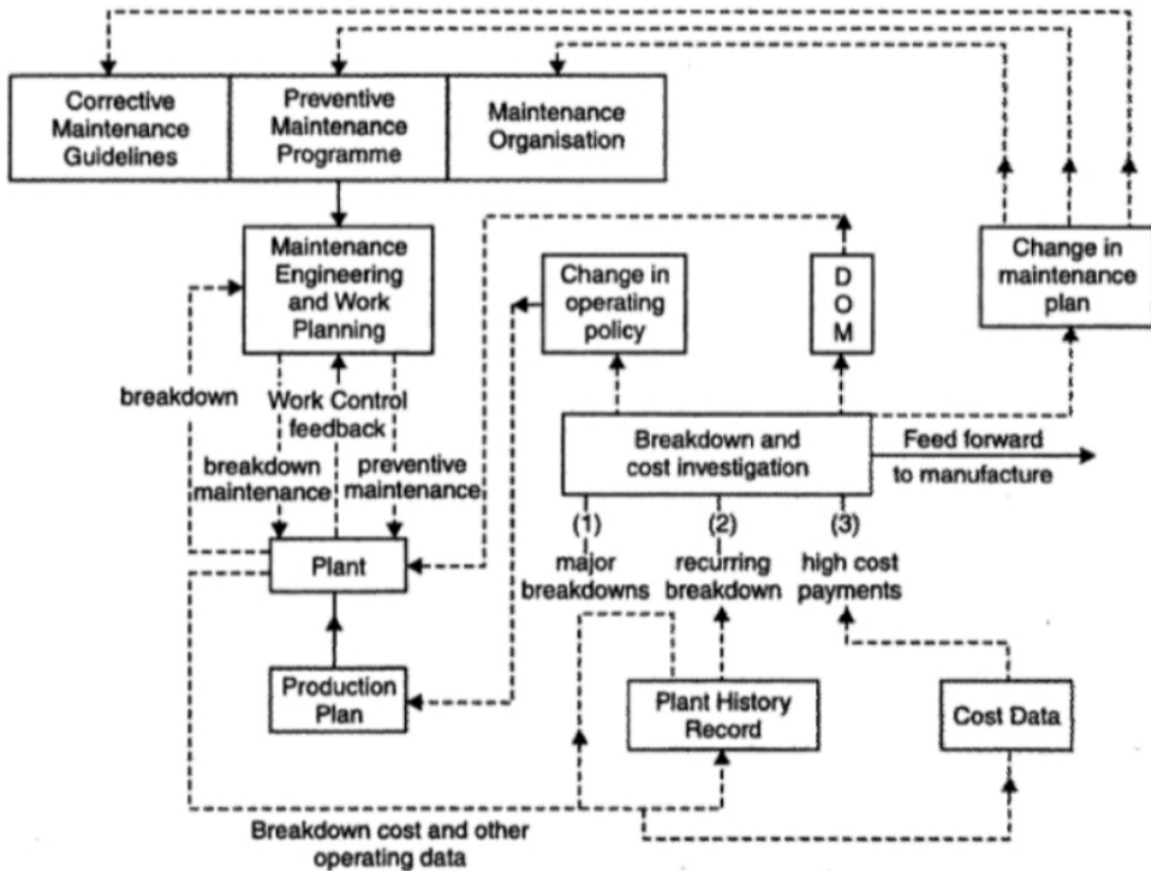 Corrective
Maintenance
Guidelines
Preventive
Maintenance
Programme
Maintenance
Organisation
Maintenance
Engineering
and Work
Planning
Change in
operating
policy
D
O
M
Change in
maintenance
plan
breakdown
Work Control
feedback
breakdown
maintenance
preventive
maintenance
Breakdown and
cost investigation
Feed forward
to manufacture
(1)
major
breakdowns
(2)
recurring
breakdown
(3)
high cost
payments
Plant
Production
Plan
Plant History
Record
Cost Data
Breakdown cost and other
operating data